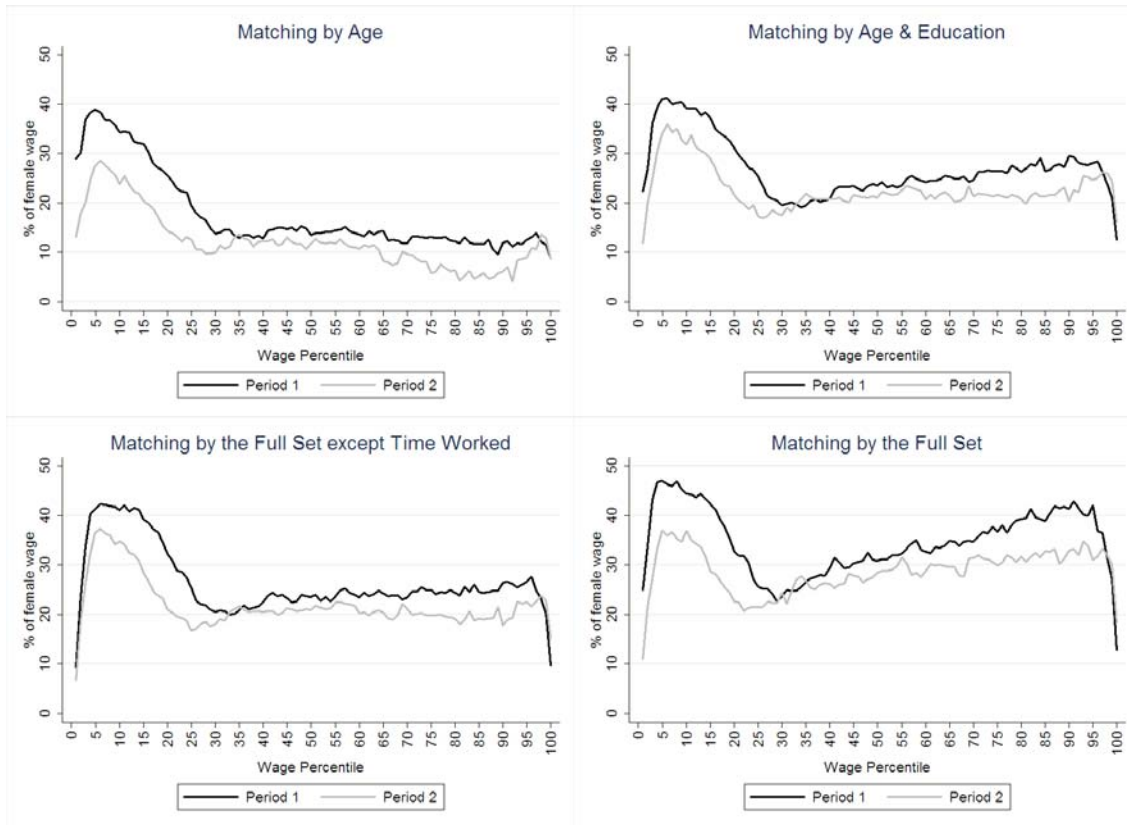 Matching by Age
% of female wage
50
40
30
20
10
0
0 5 10 15 20 25 30 35 40 45 50 55 60 65 70 75 80 85 90 95 100
Wage Percentile
Period 1 Period 2
Matching by Age & Education
% of female wage
50
40
30
20
10
0
0 5 10 15 20 25 30 35 40 45 50 55 60 65 70 75 80 85 90 95 100
Wage Percentile
Period 1 Period 2
Matching by the Full Set except Time Worked
% of female wage
50
40
30
20
10
0
0 5 10 15 20 25 30 35 40 45 50 55 60 65 70 75 80 85 90 95 100
Wage Percentile
Period 1 Period 2
Matching by the Full Set
% of female wage
50
40
30
20
10
0
0 5 10 15 20 25 30 35 40 45 50 55 60 65 70 75 80 85 90 95 100
Wage Percentile
Period 1 Period 2